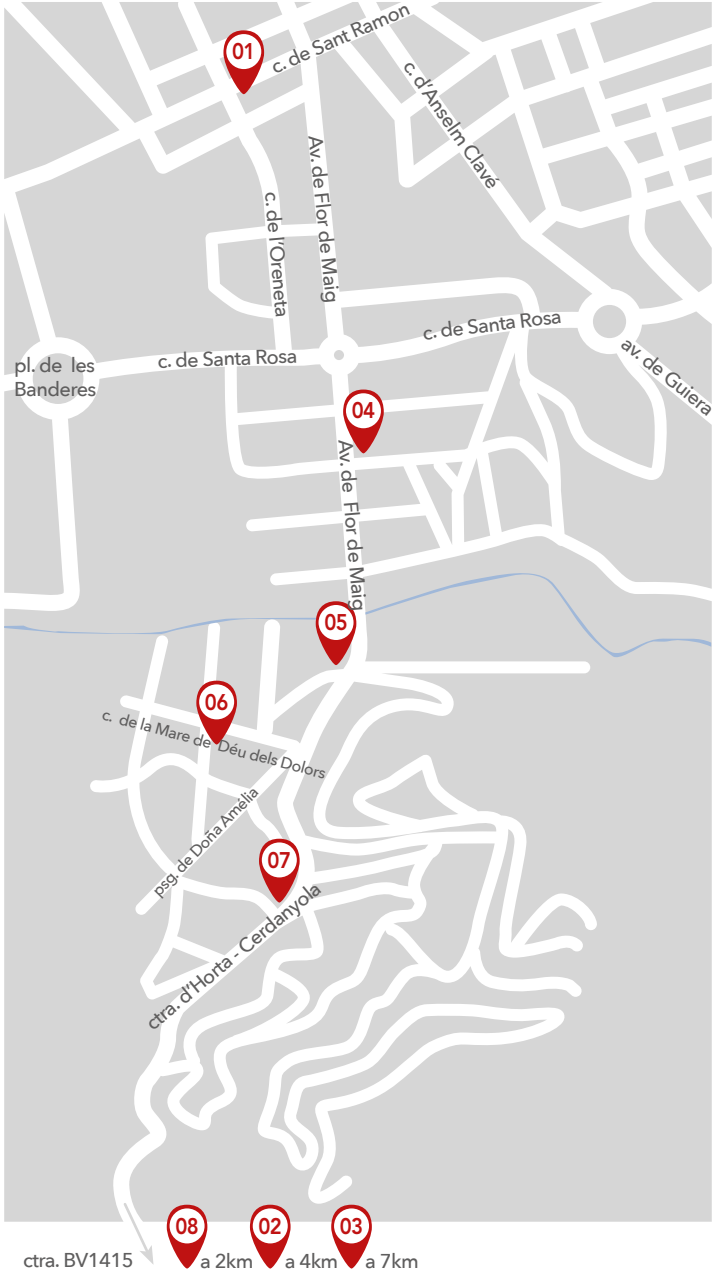 01
c. de Sant Ramon
c. d'Anselm Clavé
Av. de Flor de Maig
c. de l'Oreneta
c. de Santa Rosa
c. de Santa Rosa
pl. de les
Banderes
av. de Guiera
04
Av. de Flor de Maig
05
06
c. de la Mare de Déu dels Dolors
psg. de Doña Amélia
07
ctra. d'Horta - Cerdanyola
08
02
03
ctra. BV1415
a 2km
a 4km
a 7km